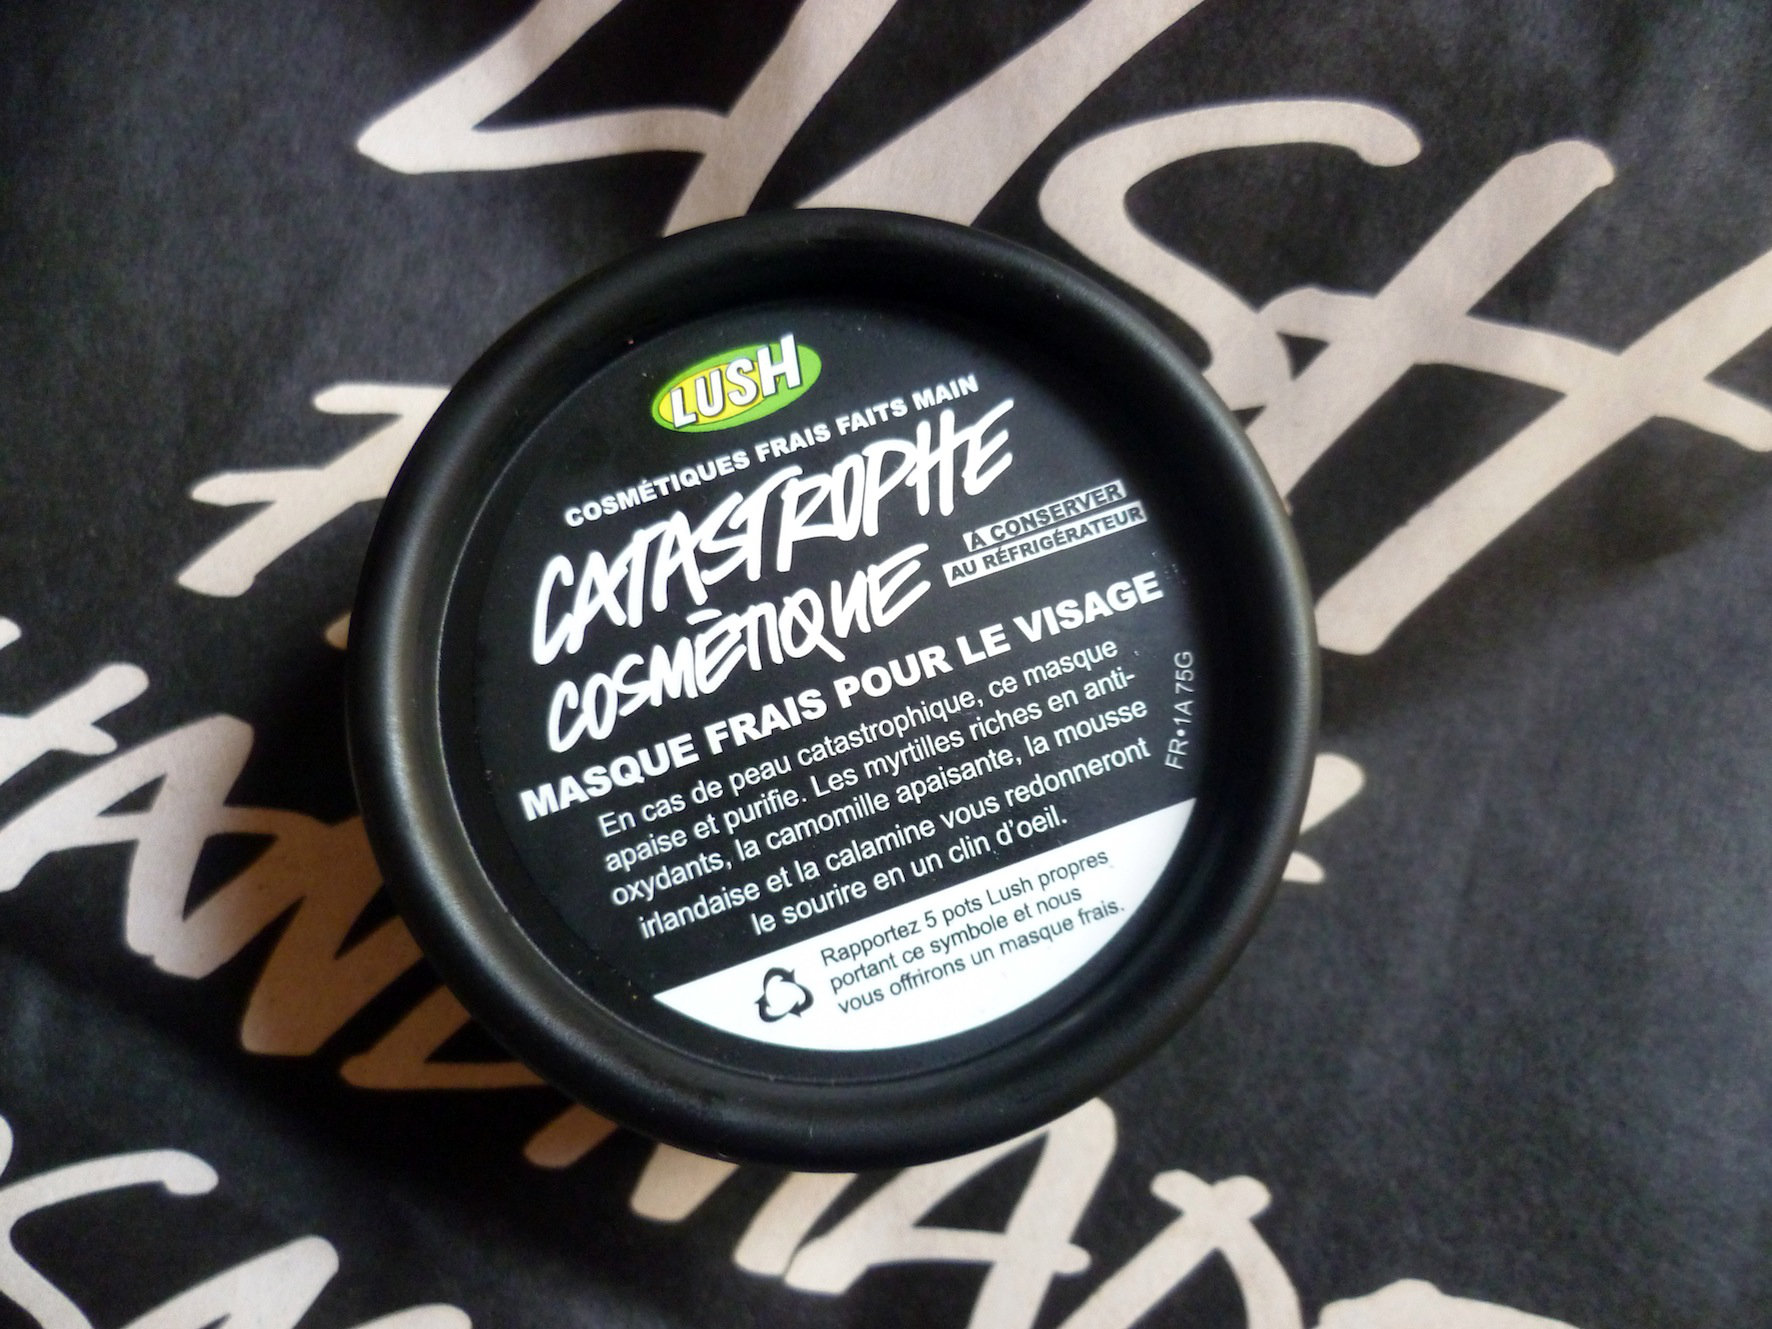 LUSH
LUSH
COSMÉTIQUES FRAIS FAITS MAIN
CATASTROPHE
COSMÈTIQUE
A CONSERVER
AU RÉFRIGÉRATEUR
MASQUE FRAIS POUR LE VISAGE
En cas de peau catastrophique, ce masque
apaise et purifie. Les myrtilles riches en anti-
oxydants, la camomille apaisante, la mousse
irlandaise et la calamine vous redonneront
le sourire en un clin d'oeil.
FR•1A 75G
Rapportez 5 pots Lush propres
portant ce symbole et nous
vous offrirons un masque frais.